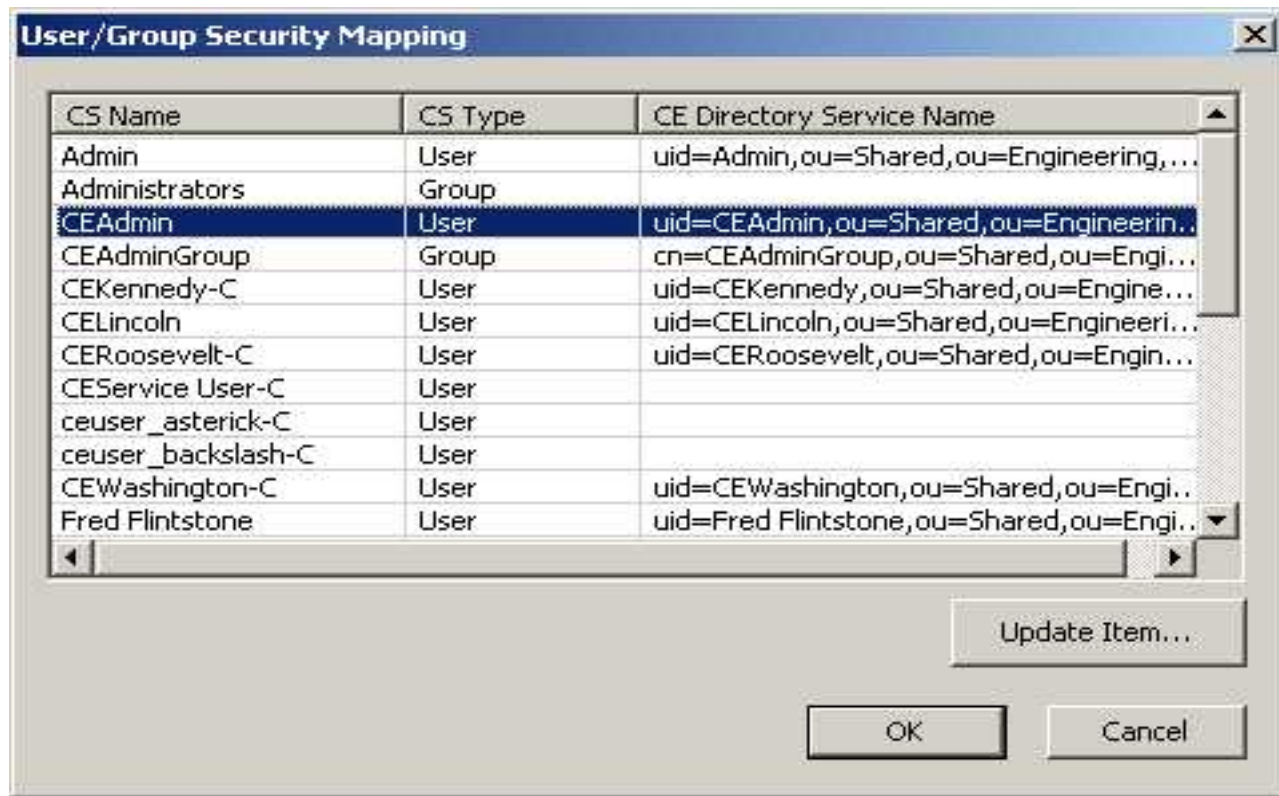 User/Group Security Mapping
CS Name CS Type CE Directory Service Name
Admin User uid=Admin,ou=Shared,ou=Engineering,...
Administrators Group
CEAdmin User uid=CEAdmin,ou=Shared,ou=Engineerin..
CEAdminGroup Group cn=CEAdminGroup,ou=Shared,ou=Engi...
CEKennedy-C User uid=CEKennedy,ou=Shared,ou=Engine...
CELincoln User uid=CELincoln,ou=Shared,ou=Engineeri...
CERoosevelt-C User uid=CERoosevelt,ou=Shared,ou=Engin...
CEService User-C User
ceuser_asterick-C User
ceuser_backslash-C User
CEWashington-C User uid=CEWashington,ou=Shared,ou=Engi..
Fred Flintstone User uid=Fred Flintstone,ou=Shared,ou=Engi..
Update Item...
OK Cancel